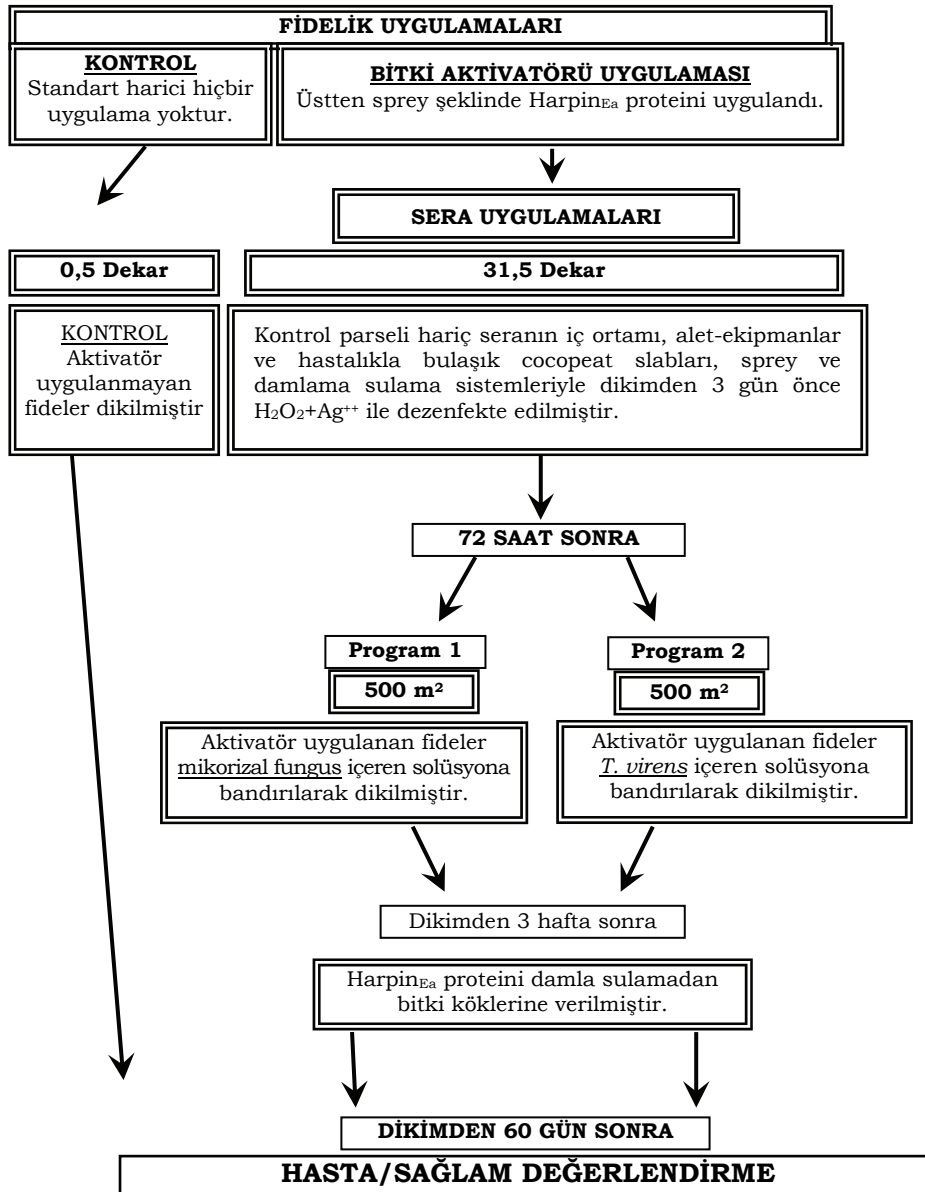 FİDELİK UYGULAMALARI
KONTROL
Standart harici hiçbir
uygulama yoktur.
BİTKİ AKTİVATÖRÜ UYGULAMASI
Üstten sprey şeklinde HarpinEa proteini uygulandı.
SERA UYGULAMALARI
0,5 Dekar
31,5 Dekar
KONTROL
Aktivatör
uygulanmayan
fideler dikilmiştir
Kontrol parseli hariç seranın iç ortamı, alet-ekipmanlar
ve hastalıkla bulaşık cocopeat slabları, sprey ve
damlama sulama sistemleriyle dikimden 3 gün önce
H₂O₂+Ag⁺⁺ ile dezenfekte edilmiştir.
72 SAAT SONRA
Program 1
500 m²
Aktivatör uygulanan fideler
mikorizal fungus içeren solüsyona
bandırılarak dikilmiştir.
Program 2
500 m²
Aktivatör uygulanan fideler
T. virens içeren solüsyona
bandırılarak dikilmiştir.
Dikimden 3 hafta sonra
HarpinEa proteini damla sulamadan
bitki köklerine verilmiştir.
DİKİMDEN 60 GÜN SONRA
HASTA/SAĞLAM DEĞERLENDİRME